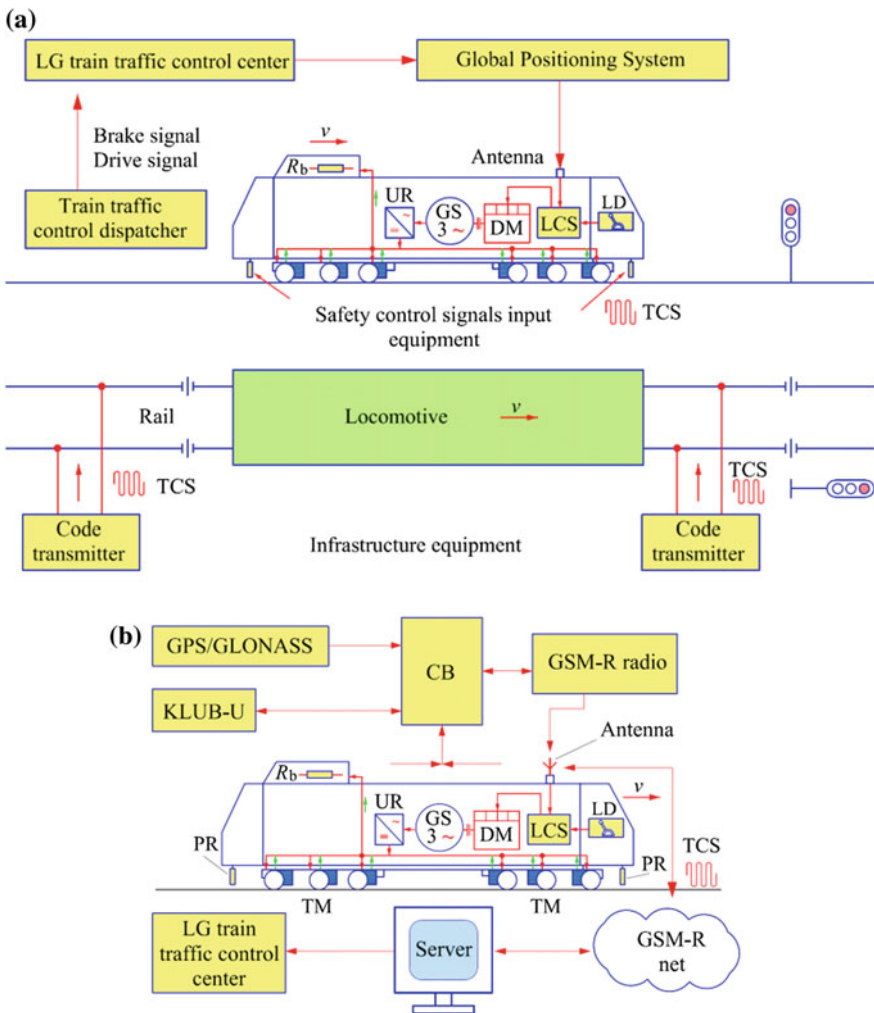 (a)
LG train traffic control center
Global Positioning System
Brake signal
Drive signal
v
Antenna
R_b
UR
GS
3 ~
DM
LCS
LD
Train traffic
control dispatcher
~
=
Safety control signals input
equipment
TCS
Rail
Locomotive
v
TCS
TCS
Code
transmitter
Infrastructure equipment
Code
transmitter
(b)
GPS/GLONASS
CB
GSM-R radio
KLUB-U
Antenna
R_b
v
UR
GS
3 ~
DM
LCS
LD
~
=
PR
TCS
PR
TM
TM
LG train
traffic control
center
Server
GSM-R
net